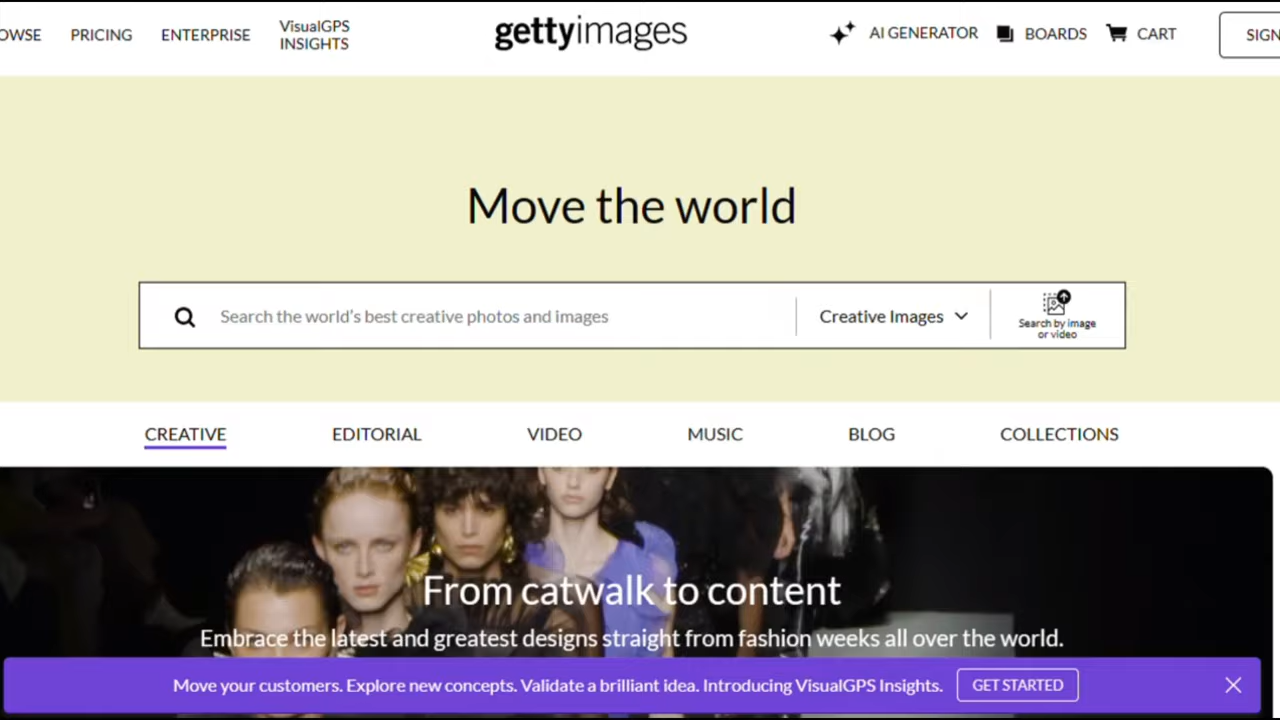 OWSE
PRICING
ENTERPRISE
VisualGPS
INSIGHTS
gettyimages
AI GENERATOR
BOARDS
CART
SIGN
Move the world
Search the world's best creative photos and images
Creative Images
Search by image
or video
CREATIVE
EDITORIAL
VIDEO
MUSIC
BLOG
COLLECTIONS
From catwalk to content
Embrace the latest and greatest designs straight from fashion weeks all over the world.
Move your customers. Explore new concepts. Validate a brilliant idea. Introducing VisualGPS Insights.
GET STARTED